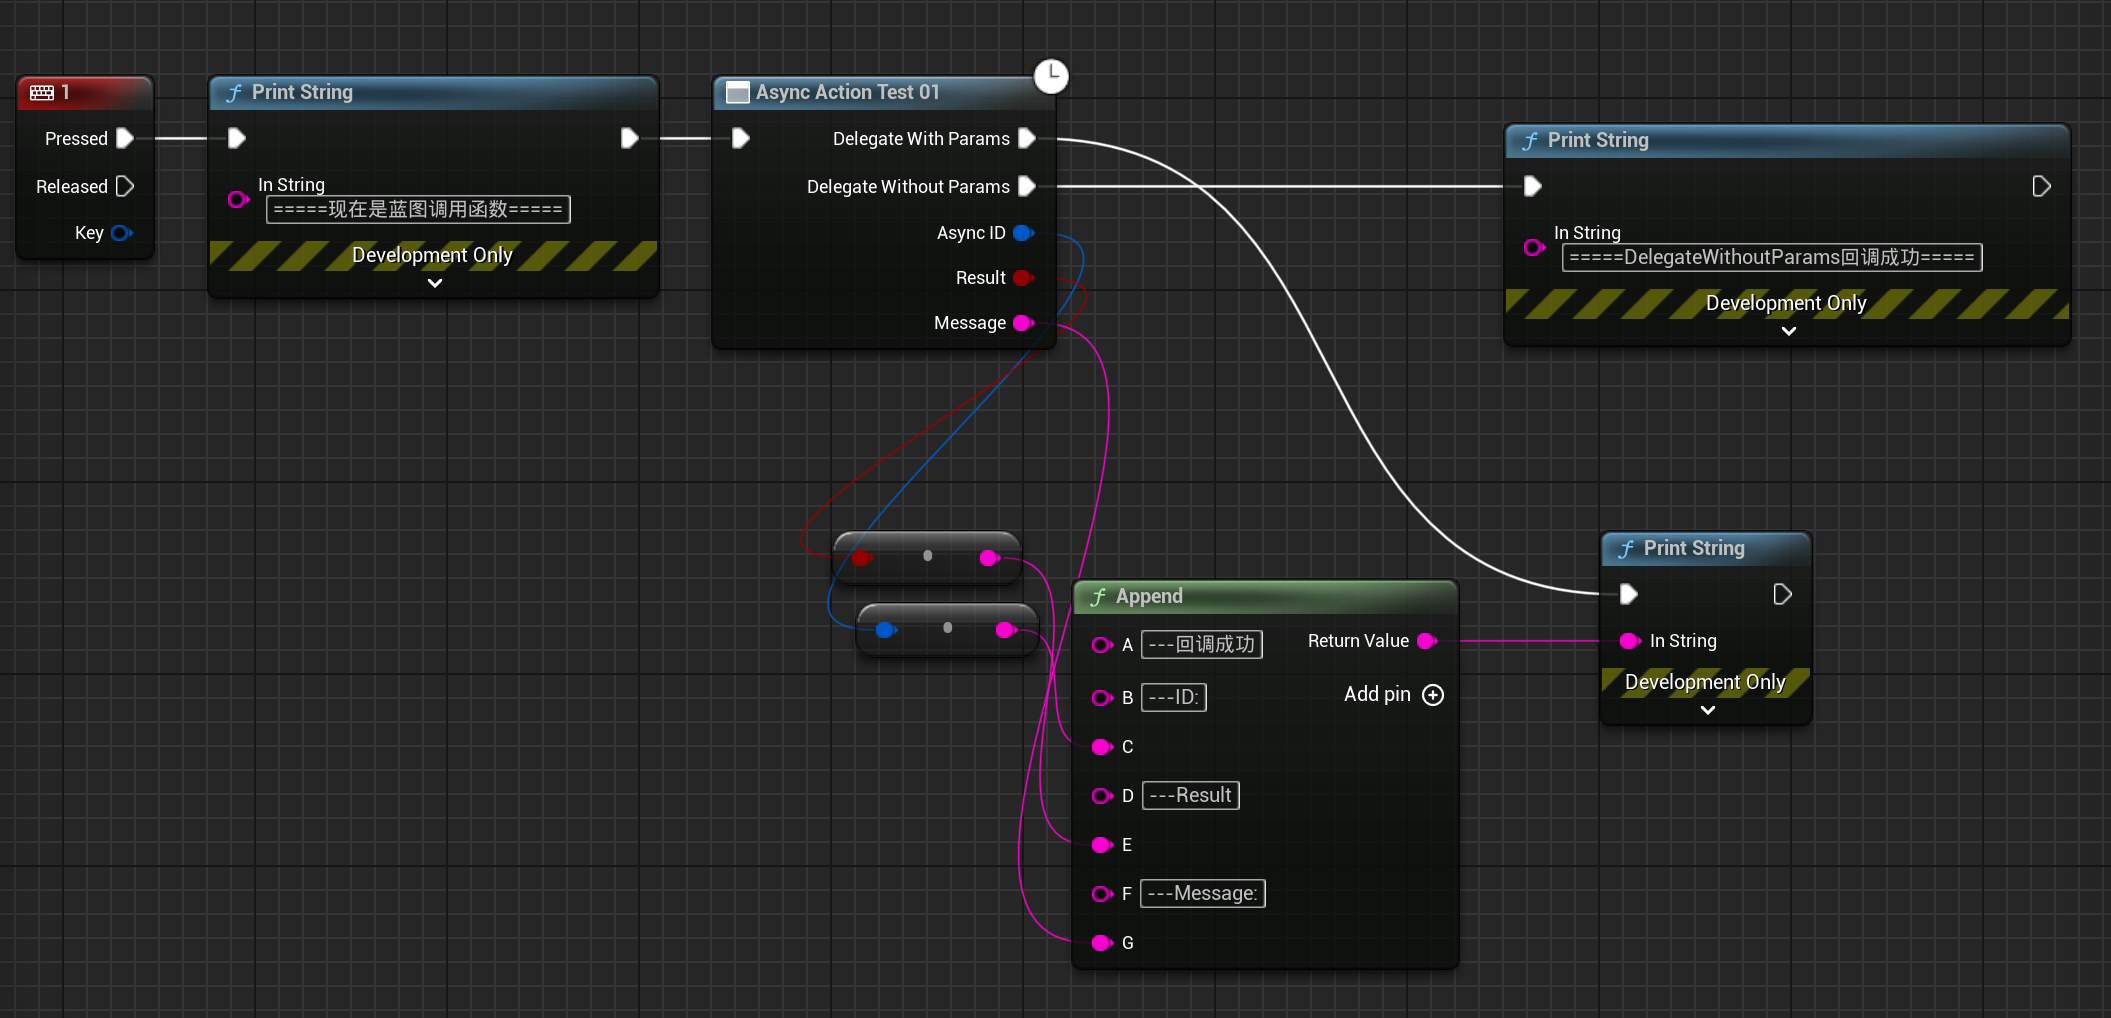 1
Pressed
Released
Key
Print String
In String
=====现在是蓝图调用函数=====
Development Only
Async Action Test 01
Delegate With Params
Delegate Without Params
Async ID
Result
Message
Print String
In String
=====DelegateWithoutParams回调成功=====
Development Only
Append
A ---回调成功
Return Value
B ---ID:
Add pin
C
D ---Result
E
F ---Message:
G
Print String
In String
Development Only